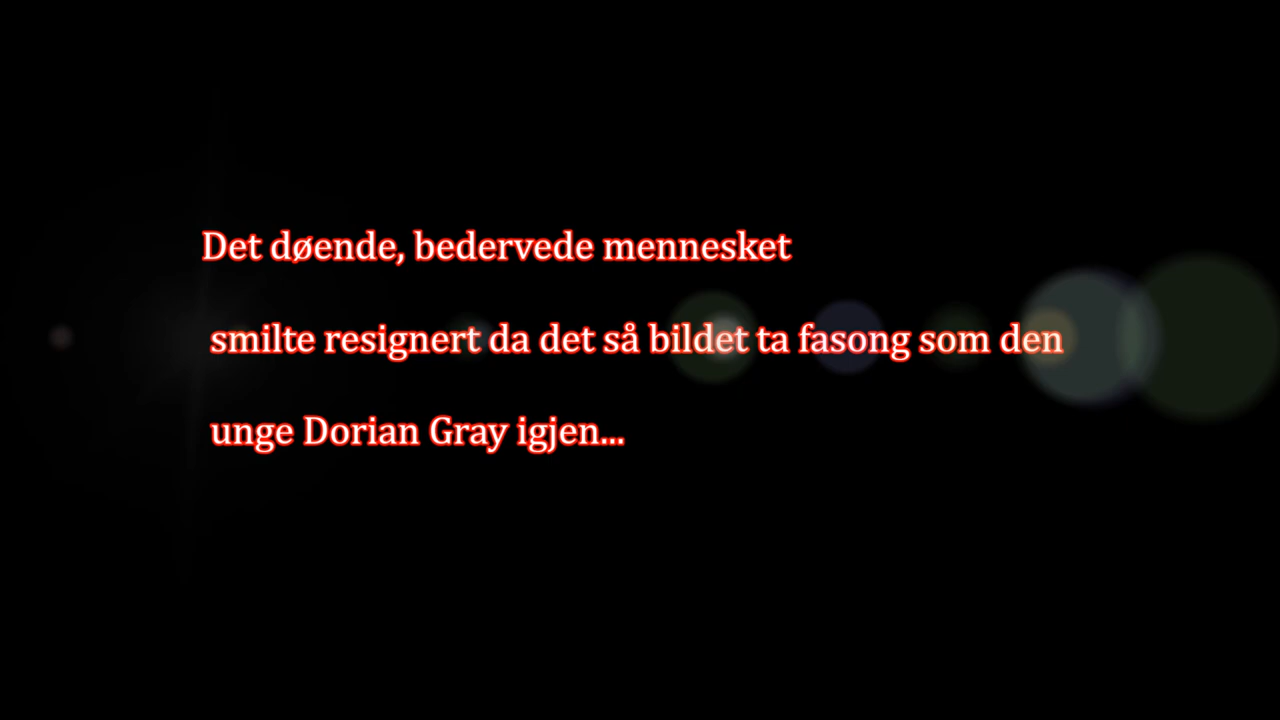 Det døende, bedervede mennesket
smilte resignert da det så bildet ta fasong som den
unge Dorian Gray igjen...